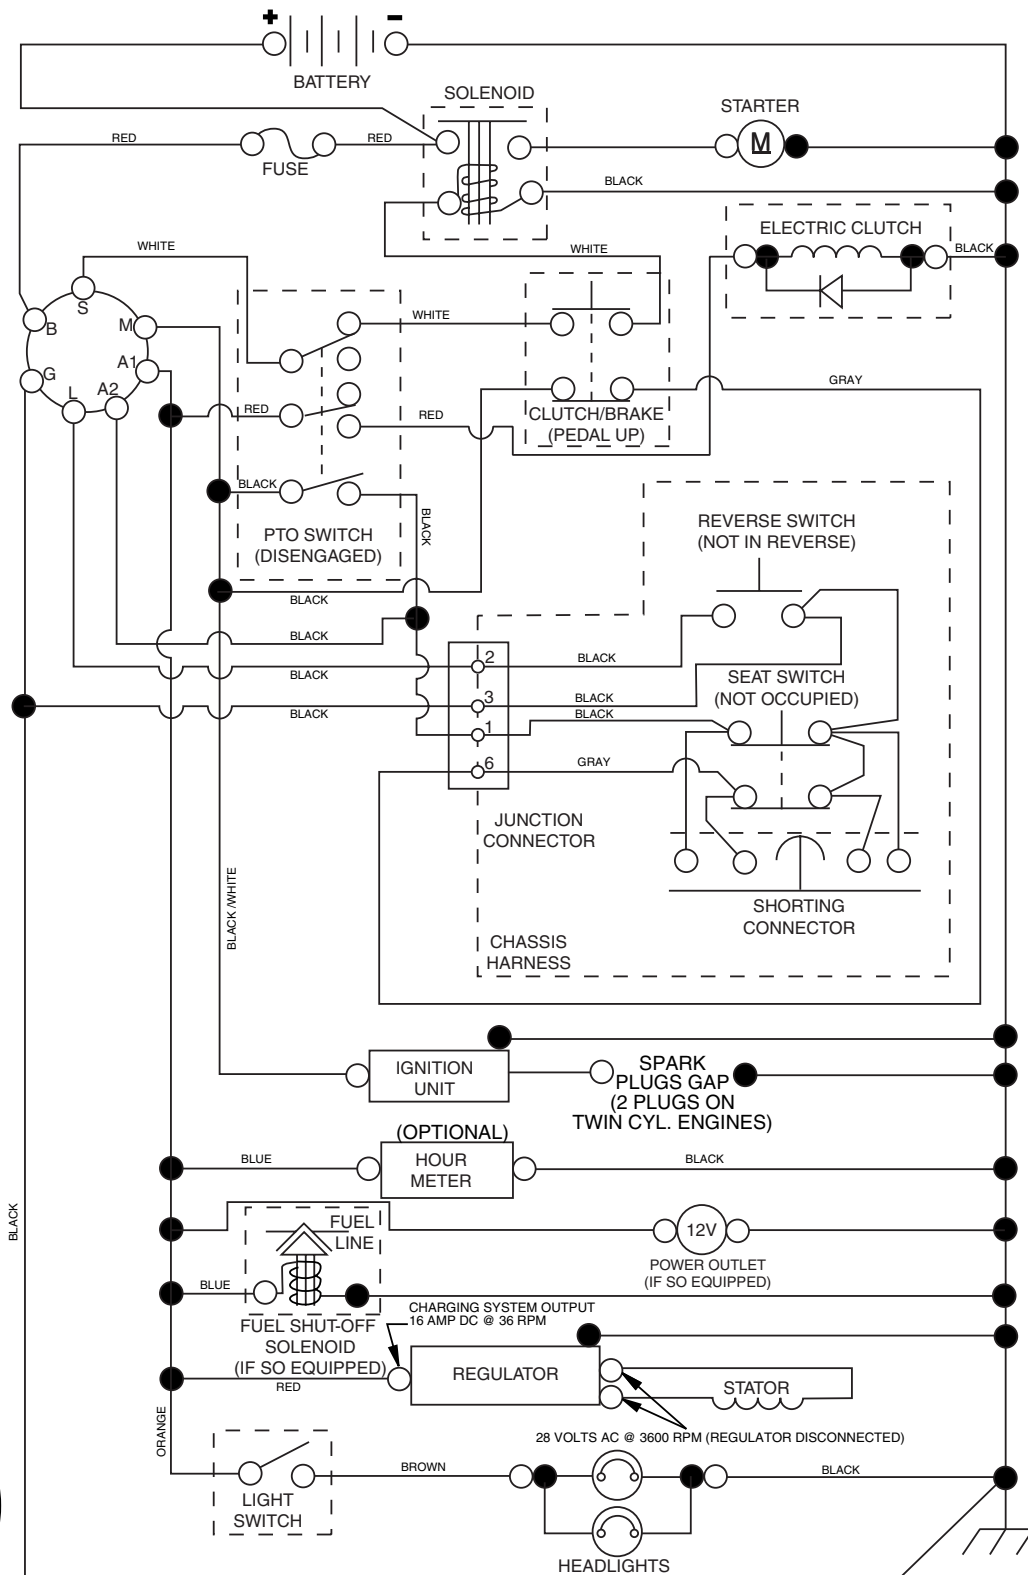 + -
BATTERY
SOLENOID
STARTER
RED
RED
M
FUSE
BLACK
ELECTRIC CLUTCH
WHITE
WHITE
BLACK
S
B
M
WHITE
A1
G
A2
L
GRAY
RED
RED
CLUTCH/BRAKE
(PEDAL UP)
BLACK
PTO SWITCH
(DISENGAGED)
BLACK
REVERSE SWITCH
(NOT IN REVERSE)
BLACK
BLACK
2
BLACK
BLACK
SEAT SWITCH
(NOT OCCUPIED)
3
BLACK
BLACK
BLACK
1
6
GRAY
JUNCTION
CONNECTOR
BLACK /WHITE
SHORTING
CONNECTOR
CHASSIS
HARNESS
IGNITION
UNIT
SPARK
PLUGS GAP
(2 PLUGS ON
TWIN CYL. ENGINES)
(OPTIONAL)
HOUR
METER
BLUE
BLACK
BLACK
FUEL
LINE
12V
POWER OUTLET
(IF SO EQUIPPED)
BLUE
FUEL SHUT-OFF
SOLENOID
(IF SO EQUIPPED)
CHARGING SYSTEM OUTPUT
16 AMP DC @ 36 RPM
RED
REGULATOR
STATOR
28 VOLTS AC @ 3600 RPM (REGULATOR DISCONNECTED)
ORANGE
BROWN
BLACK
LIGHT
SWITCH
HEADLIGHTS